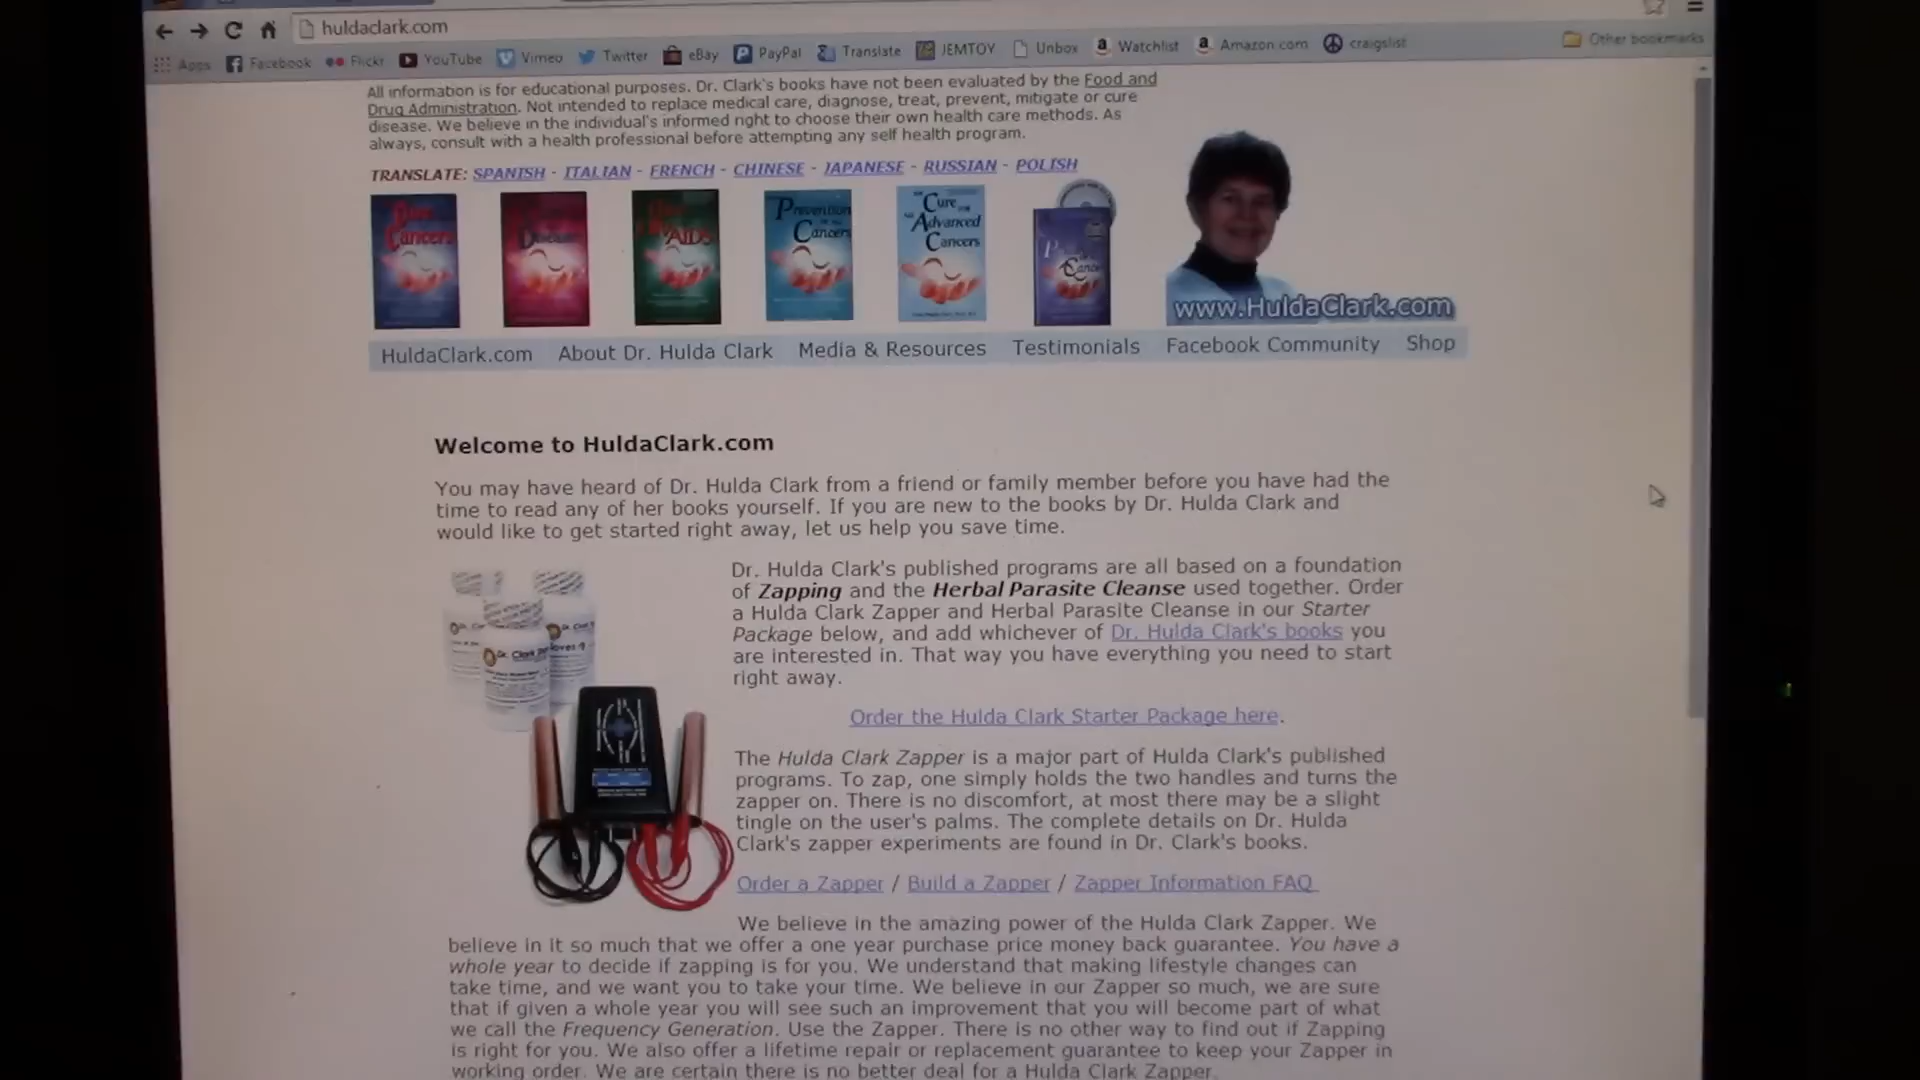 huldaclark.com
Apps Facebook Flickr YouTube Vimeo Twitter eBay PayPal Translate JEMTOY Unbox Watchlist Amazon.com craigslist Other bookmarks
All information is for educational purposes. Dr. Clark's books have not been evaluated by the Food and
Drug Administration. Not intended to replace medical care, diagnose, treat, prevent, mitigate or cure
disease. We believe in the individual's informed right to choose their own health care methods. As
always, consult with a health professional before attempting any self health program.
TRANSLATE: SPANISH - ITALIAN - FRENCH - CHINESE - JAPANESE - RUSSIAN - POLISH
Cancers
AIDS
Prevention
Cancers
Cure
Advanced
Cancers
www.HuldaClark.com
HuldaClark.com About Dr. Hulda Clark Media & Resources Testimonials Facebook Community Shop
Welcome to HuldaClark.com
You may have heard of Dr. Hulda Clark from a friend or family member before you have had the
time to read any of her books yourself. If you are new to the books by Dr. Hulda Clark and
would like to get started right away, let us help you save time.
Dr. Hulda Clark's published programs are all based on a foundation
of Zapping and the Herbal Parasite Cleanse used together. Order
a Hulda Clark Zapper and Herbal Parasite Cleanse in our Starter
Package below, and add whichever of Dr. Hulda Clark's books you
are interested in. That way you have everything you need to start
right away.
Order the Hulda Clark Starter Package here.
The Hulda Clark Zapper is a major part of Hulda Clark's published
programs. To zap, one simply holds the two handles and turns the
zapper on. There is no discomfort, at most there may be a slight
tingle on the user's palms. The complete details on Dr. Hulda
Clark's zapper experiments are found in Dr. Clark's books.
Order a Zapper / Build a Zapper / Zapper Information FAQ
We believe in the amazing power of the Hulda Clark Zapper. We
believe in it so much that we offer a one year purchase price money back guarantee. You have a
whole year to decide if zapping is for you. We understand that making lifestyle changes can
take time, and we want you to take your time. We believe in our Zapper so much, we are sure
that if given a whole year you will see such an improvement that you will become part of what
we call the Frequency Generation. Use the Zapper. There is no other way to find out if Zapping
is right for you. We also offer a lifetime repair or replacement guarantee to keep your Zapper in
working order. We are certain there is no better deal for a Hulda Clark Zapper.